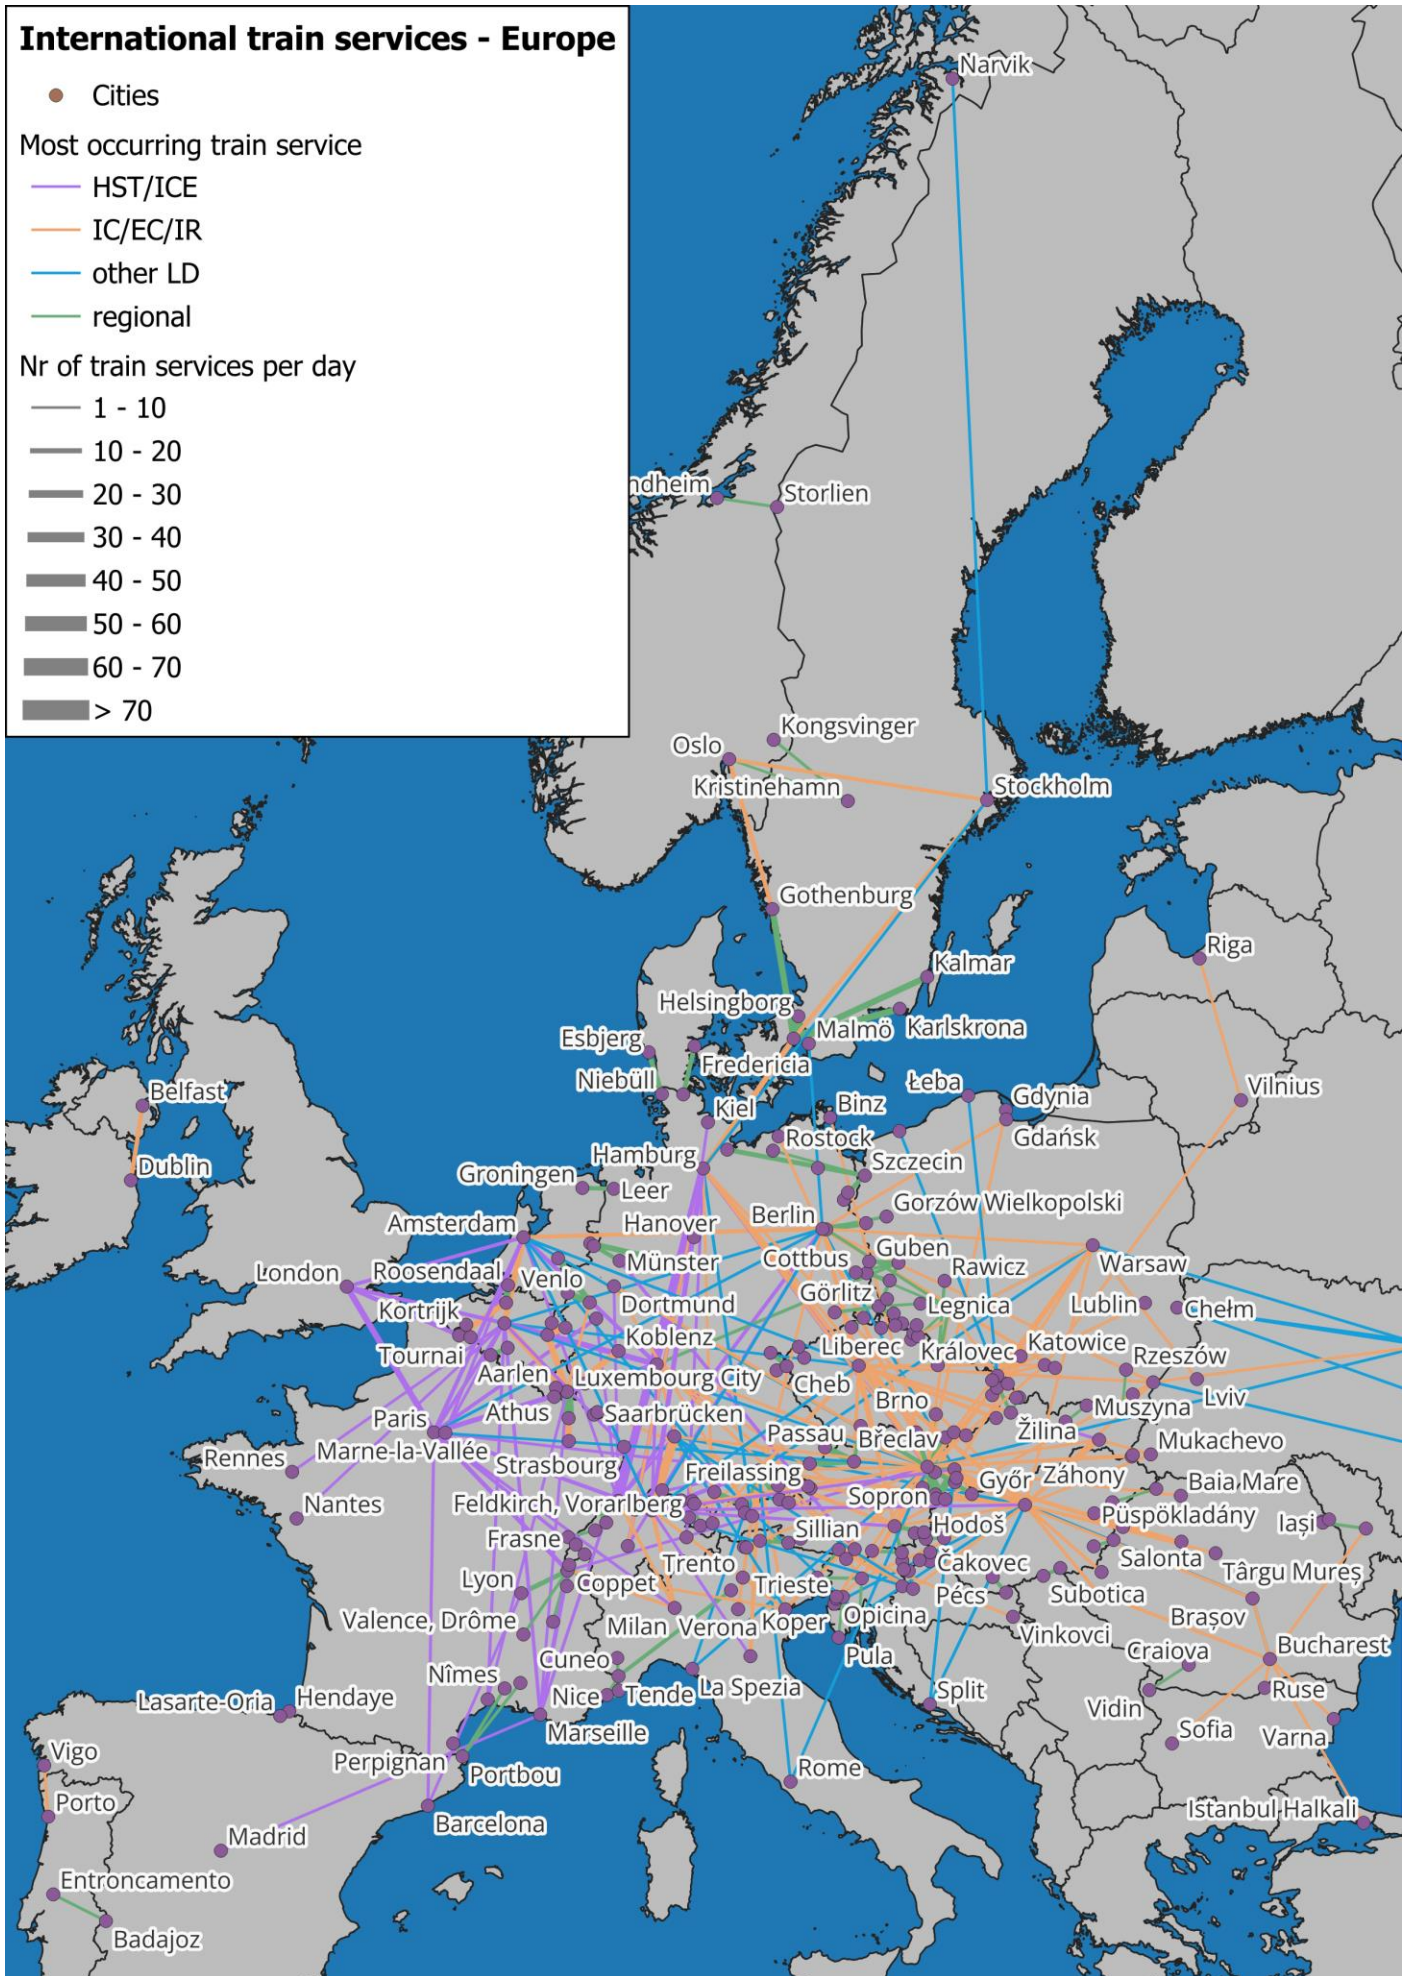 International train services - Europe
Cities
Most occurring train service
HST/ICE
IC/EC/IR
other LD
regional
Nr of train services per day
1 - 10
10 - 20
20 - 30
30 - 40
40 - 50
50 - 60
60 - 70
> 70
Narvik
ndheim
Storlien
Kongsvinger
Oslo
Kristinehamn
Stockholm
Gothenburg
Riga
Kalmar
Helsingborg
Malmö
Karlskrona
Esbjerg
Fredericia
Niebüll
Łeba
Vilnius
Belfast
Kiel
Binz
Gdynia
Gdańsk
Rostock
Dublin
Hamburg
Szczecin
Groningen
Leer
Gorzów Wielkopolski
Amsterdam
Hanover
Berlin
Cottbus
Guben
Warsaw
London
Roosendaal
Venlo
Münster
Rawicz
Kortrijk
Dortmund
Görlitz
Legnica
Lublin
Chełm
Tournai
Koblenz
Liberec
Královec
Katowice
Rzeszów
Aarlen
Luxembourg City
Cheb
Brno
Lviv
Paris
Athus
Saarbrücken
Muszyna
Marne-la-Vallée
Passau
Břeclav
Žilina
Mukachevo
Rennes
Strasbourg
Freilassing
Győr
Záhony
Baia Mare
Nantes
Feldkirch, Vorarlberg
Sopron
Püspökladány
Iași
Frasne
Sillian
Hodoš
Salonta
Trento
Čakovec
Târgu Mureș
Lyon
Coppet
Trieste
Pécs
Subotica
Valence, Drôme
Milan
Verona
Koper
Opicina
Vinkovci
Brașov
Cuneo
Pula
Craiova
Bucharest
Nîmes
Lasarte-Oria
Hendaye
Nice
Tende
La Spezia
Split
Vidin
Ruse
Marseille
Sofia
Varna
Vigo
Perpignan
Portbou
Rome
Porto
Barcelona
Istanbul Halkali
Madrid
Entroncamento
Badajoz